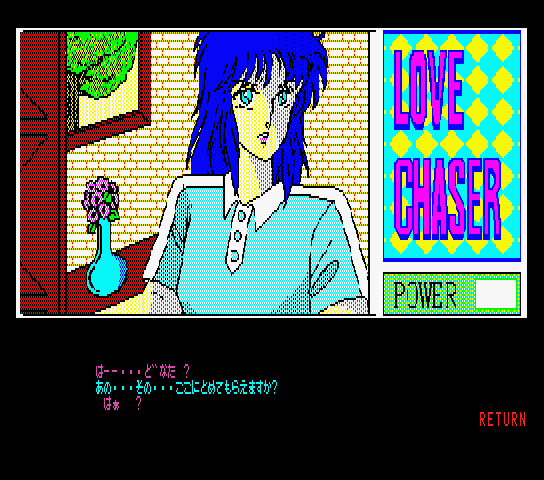 LOVE
CHASER
POWER
は--・・・どなた ?
あの・・・その・・・ここにとめてもらえますか?
はぁ ?
RETURN